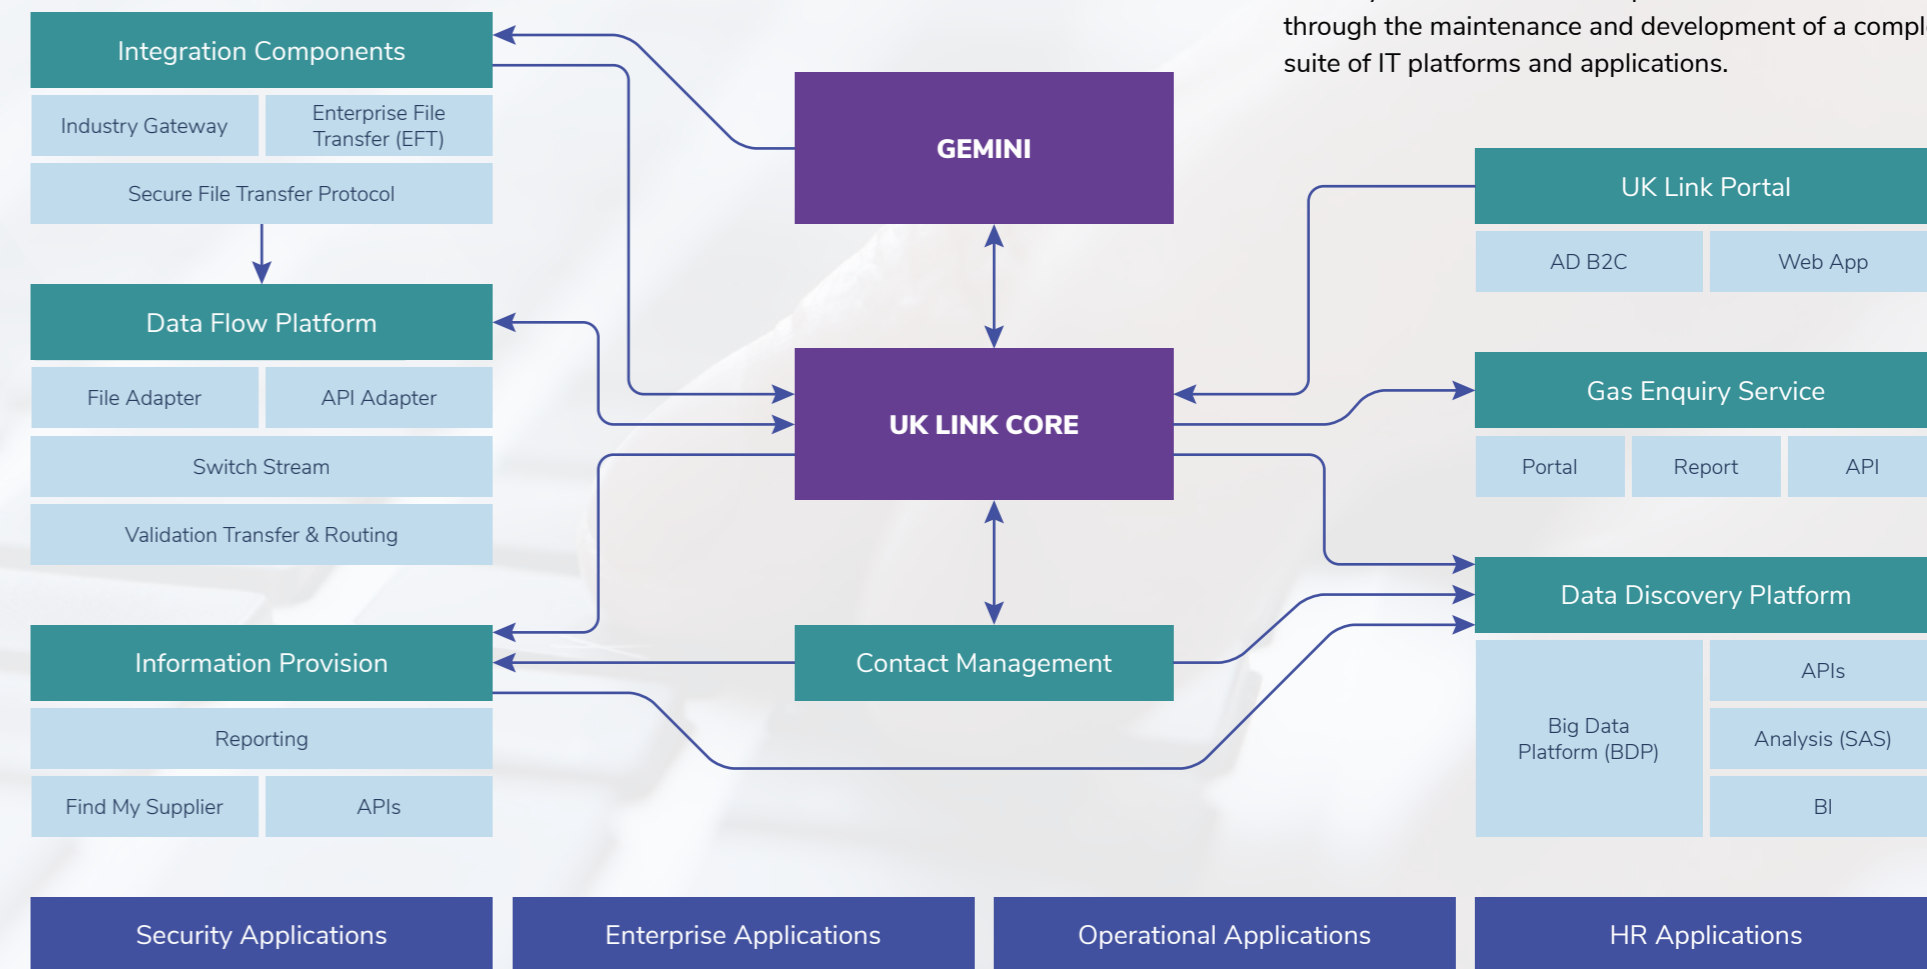 through the maintenance and development of a
suite of IT platforms and applications.
Integration Components
Industry Gateway
Enterprise File
Transfer (EFT)
Secure File Transfer Protocol
GEMINI
UK Link Portal
AD B2C
Web App
Data Flow Platform
File Adapter
API Adapter
Switch Stream
Validation Transfer & Routing
UK LINK CORE
Gas Enquiry Service
Portal
Report
API
Information Provision
Reporting
Find My Supplier
APIs
Contact Management
Data Discovery Platform
Big Data
Platform (BDP)
APIs
Analysis (SAS)
BI
Security Applications
Enterprise Applications
Operational Applications
HR Applications